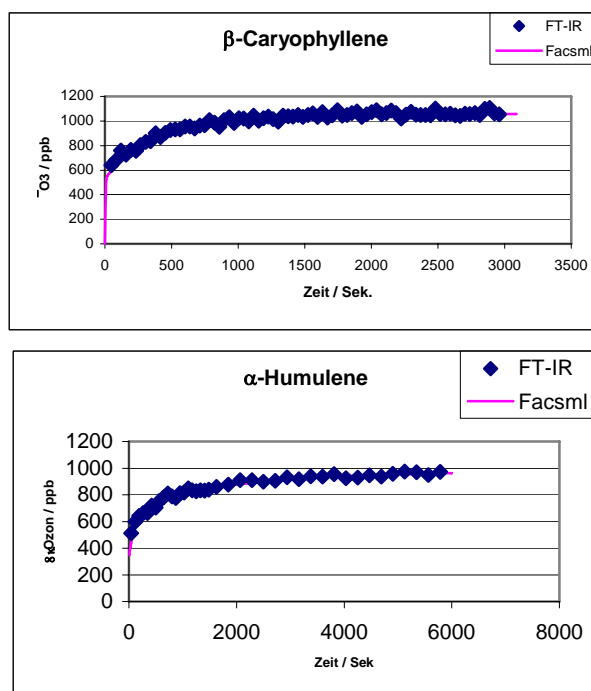 β-Caryophyllene
FT-IR
Facsml
1200
1000
800
600
400
200
0
O3 / ppb
0 500 1000 1500 2000 2500 3000 3500
Zeit / Sek.
α-Humulene
FT-IR
Facsml
1200
1000
800
600
400
200
0
Ozon / ppb
0 2000 4000 6000 8000
Zeit / Sek